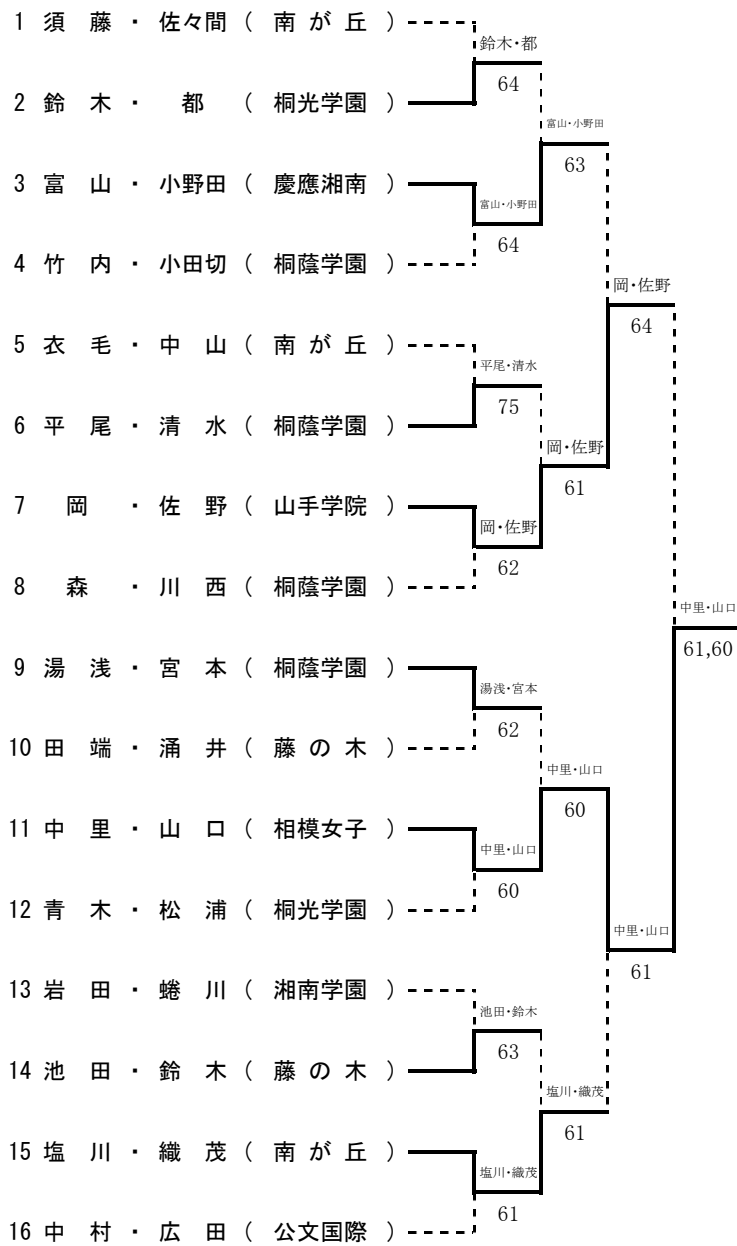 1 須 藤 ・ 佐々間 ( 南 が 丘 )
鈴木・都
64
2 鈴 木 ・ 都 ( 桐光学園 )
富山・小野田
63
3 富 山 ・ 小野田 ( 慶應湘南 )
富山・小野田
64
4 竹 内 ・ 小田切 ( 桐蔭学園 )
岡・佐野
64
5 衣 毛 ・ 中 山 ( 南 が 丘 )
平尾・清水
75
6 平 尾 ・ 清 水 ( 桐蔭学園 )
岡・佐野
61
7 岡 ・ 佐 野 ( 山手学院 )
岡・佐野
62
8 森 ・ 川 西 ( 桐蔭学園 )
中里・山口
61,60
9 湯 浅 ・ 宮 本 ( 桐蔭学園 )
湯浅・宮本
62
10 田 端 ・ 涌 井 ( 藤 の 木 )
中里・山口
60
11 中 里 ・ 山 口 ( 相模女子 )
中里・山口
60
12 青 木 ・ 松 浦 ( 桐光学園 )
中里・山口
61
13 岩 田 ・ 蜷 川 ( 湘南学園 )
池田・鈴木
63
14 池 田 ・ 鈴 木 ( 藤 の 木 )
塩川・織茂
61
15 塩 川 ・ 織 茂 ( 南 が 丘 )
塩川・織茂
61
16 中 村 ・ 広 田 ( 公文国際 )